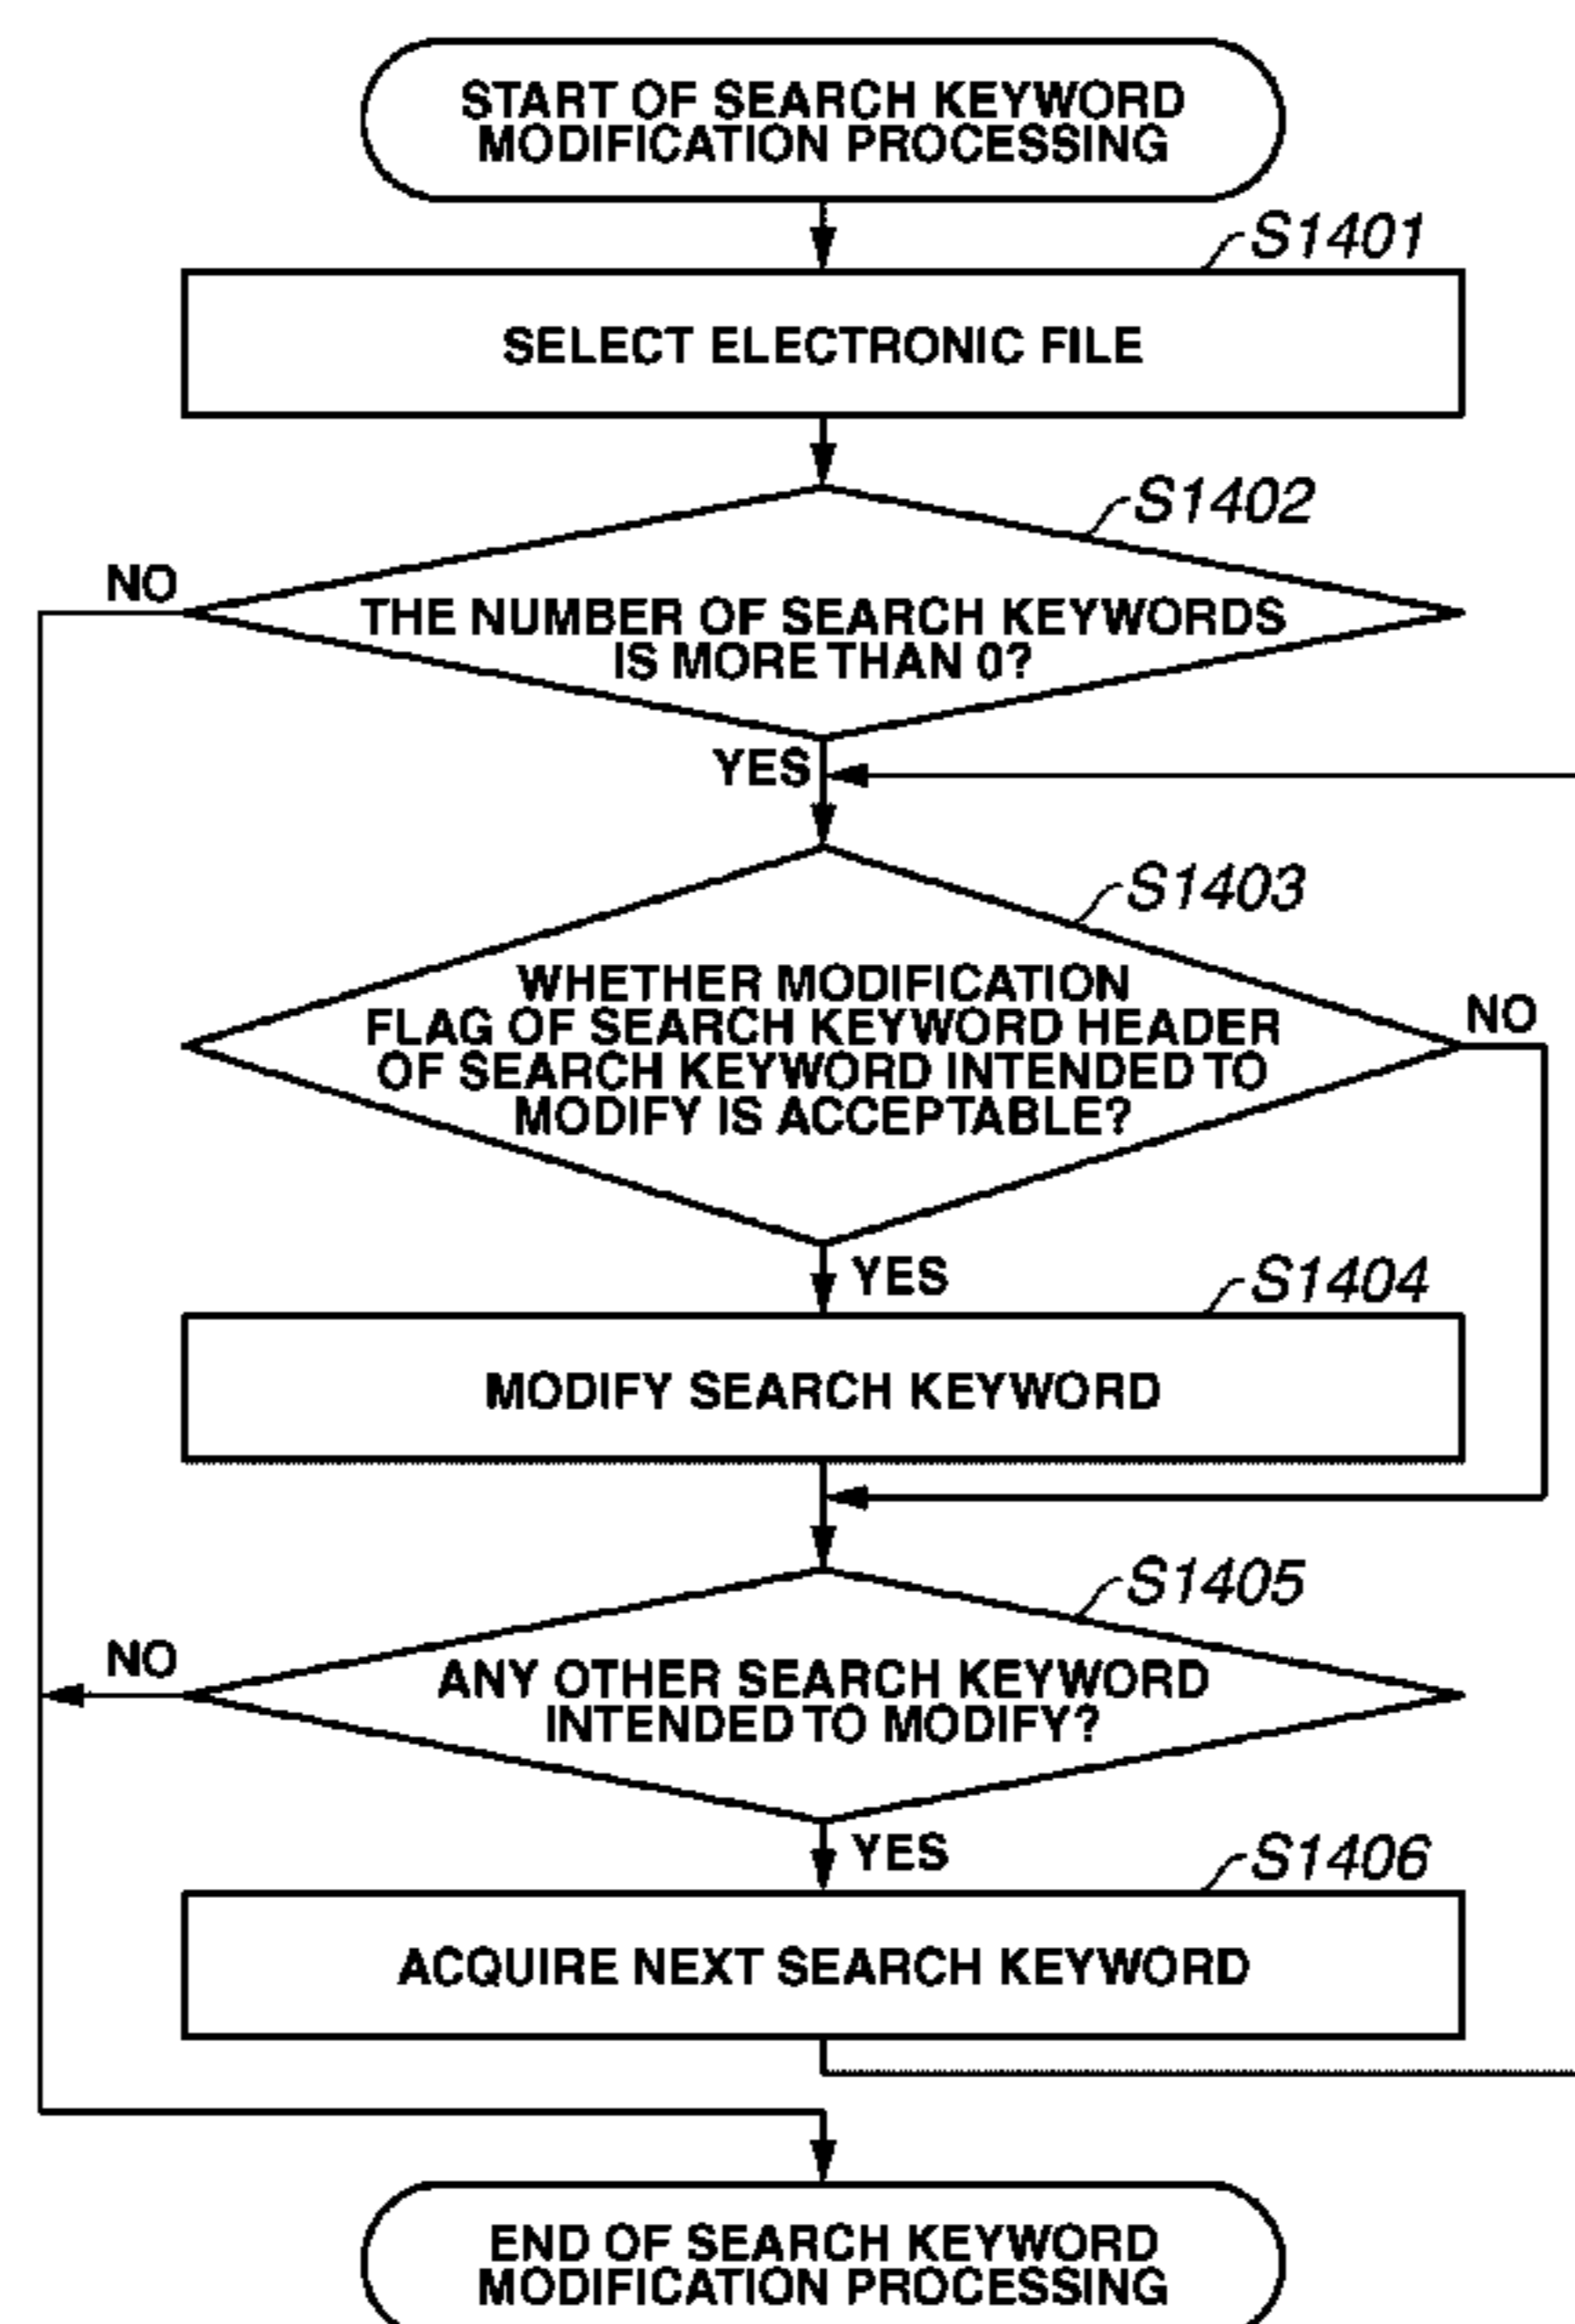 START OF SEARCH KEYWORD
MODIFICATION PROCESSING
S1401
SELECT ELECTRONIC FILE
S1402
NO
THE NUMBER OF SEARCH KEYWORDS
IS MORE THAN 0?
YES
S1403
WHETHER MODIFICATION
FLAG OF SEARCH KEYWORD HEADER
OF SEARCH KEYWORD INTENDED TO
MODIFY IS ACCEPTABLE?
NO
YES
S1404
MODIFY SEARCH KEYWORD
S1405
NO
ANY OTHER SEARCH KEYWORD
INTENDED TO MODIFY?
YES
S1406
ACQUIRE NEXT SEARCH KEYWORD
END OF SEARCH KEYWORD
MODIFICATION PROCESSING